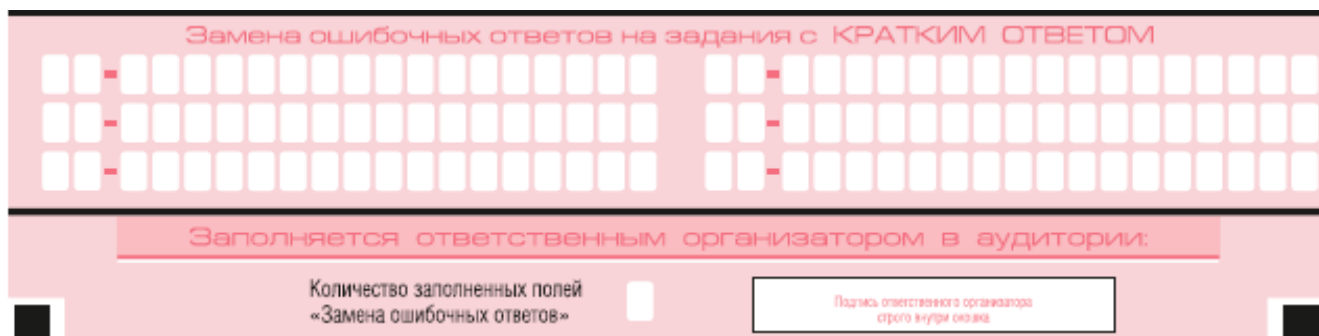 Замена ошибочных ответов на задания с КРАТКИМ ОТВЕТОМ
Заполняется ответственным организатором в аудитории:
Количество заполненных полей
«Замена ошибочных ответов»
Подпись ответственного организатора
строго внутри окошка